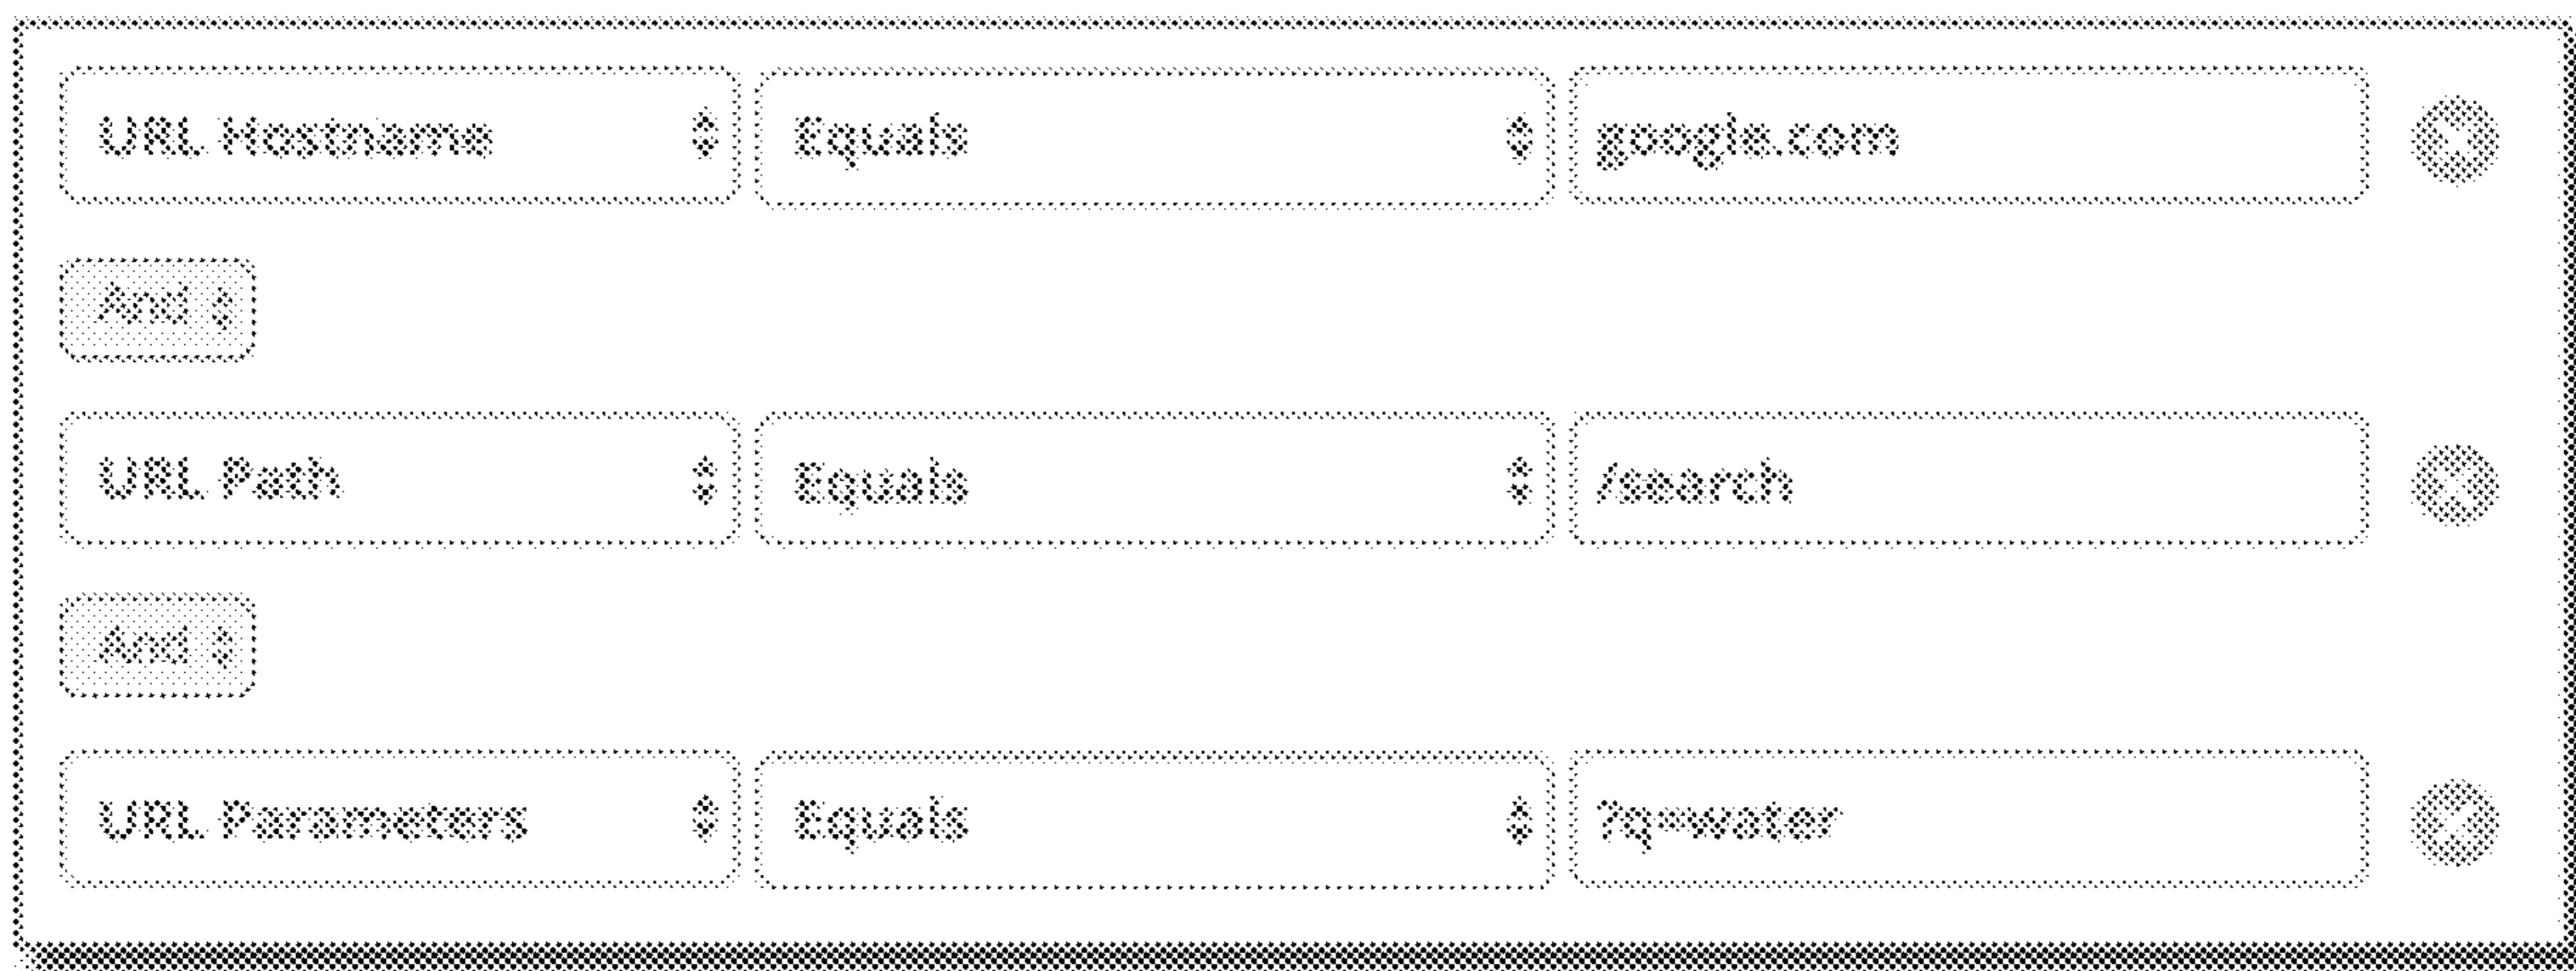 URL Hostname Equals google.com
And
URL Path Equals /search
And
URL Parameters Equals ?q=water